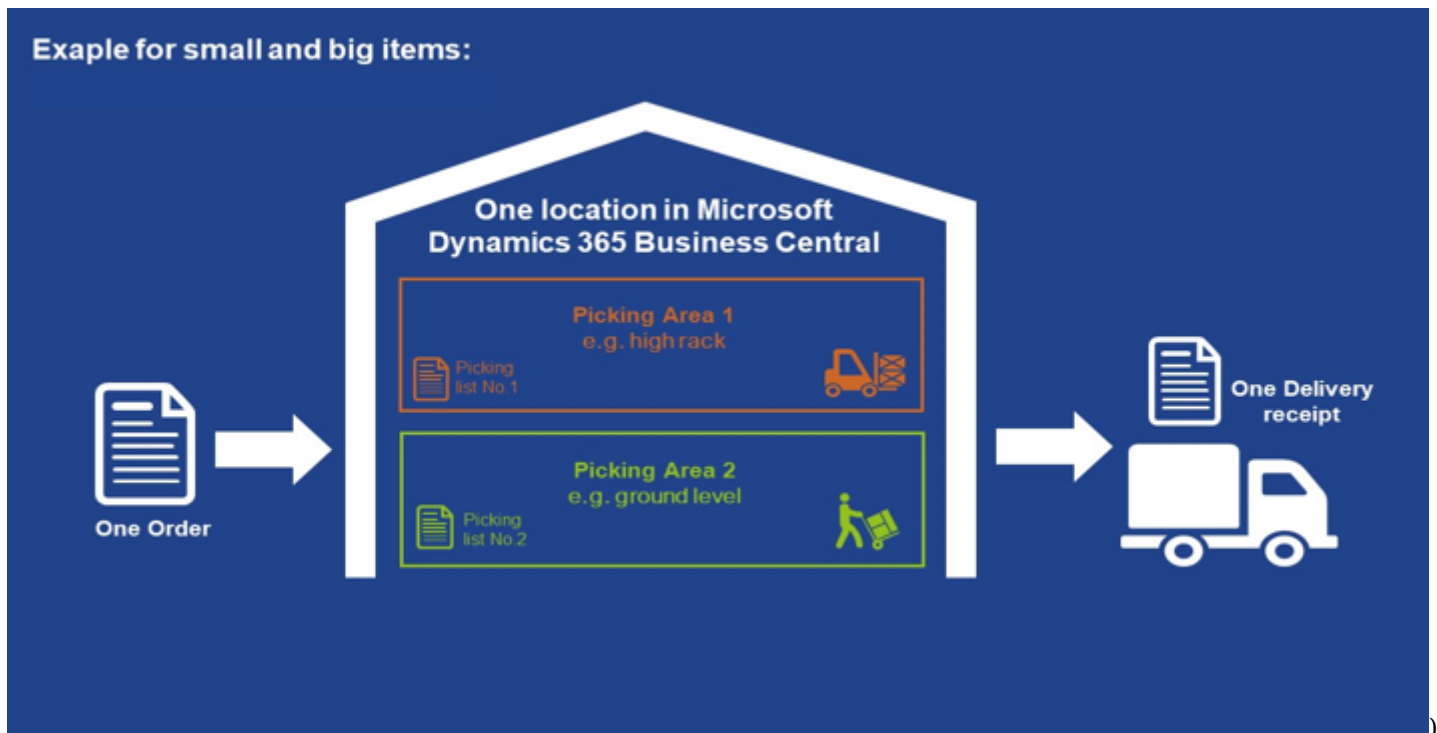 Exaple for small and big items:
One location in Microsoft
Dynamics 365 Business Central
Picking Area 1
e.g. high rack
Picking
list No.1
Picking Area 2
e.g. ground level
Picking
list No.2
One Order
One Delivery
receipt
)